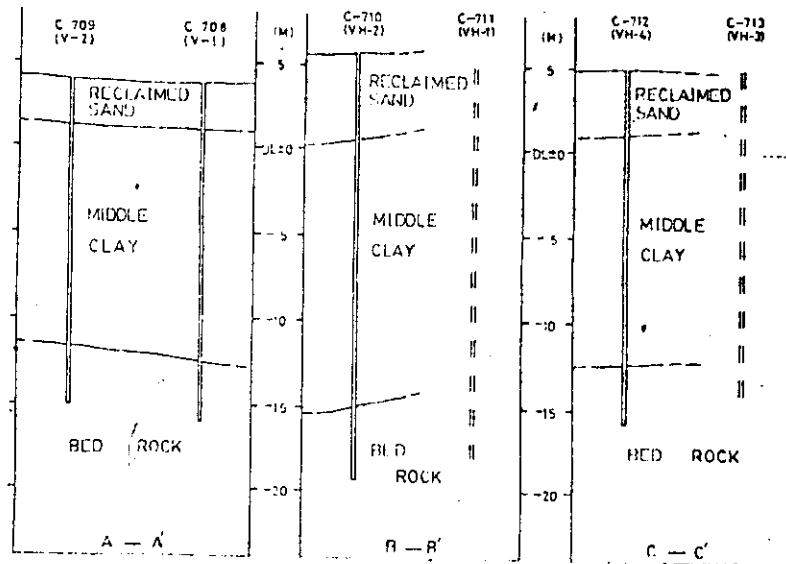 C 709
(V-2)
C 708
(V-1)
(M)
5
DL±0
-5
-10
-15
-20
RECLAIMED
SAND
MIDDLE
CLAY
BED ROCK
A — A'
C-710
(VH-2)
C-711
(VH-1)
(M)
5
DL±0
-5
-10
-15
-20
RECLAIMED
SAND
MIDDLE
CLAY
BED
ROCK
B — B'
C-712
(VH-4)
C-713
(VH-3)
RECLAIMED
SAND
MIDDLE
CLAY
BED ROCK
C — C'